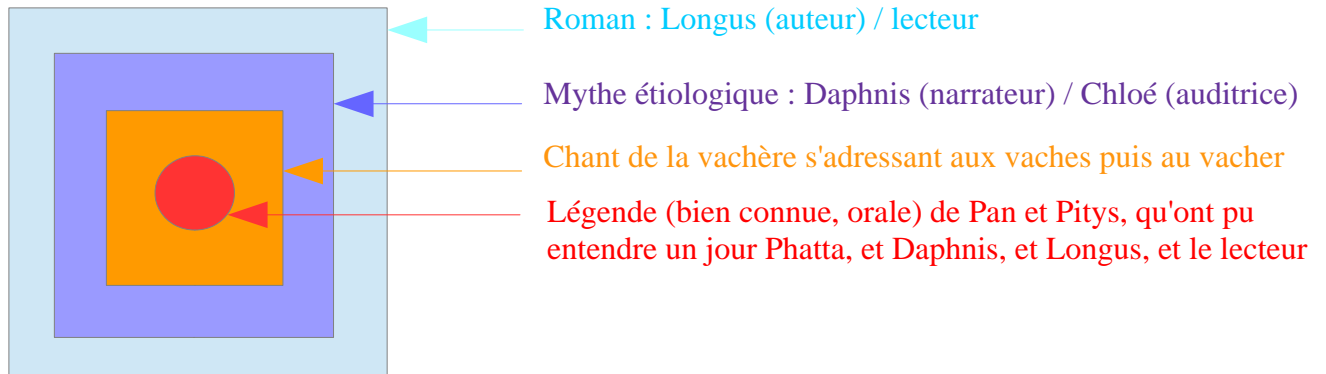 Roman : Longus (auteur) / lecteur
Mythe étiologique : Daphnis (narrateur) / Chloé (auditrice)
Chant de la vachère s'adressant aux vaches puis au vacher
Légende (bien connue, orale) de Pan et Pitys, qu'ont pu
entendre un jour Phatta, et Daphnis, et Longus, et le lecteur